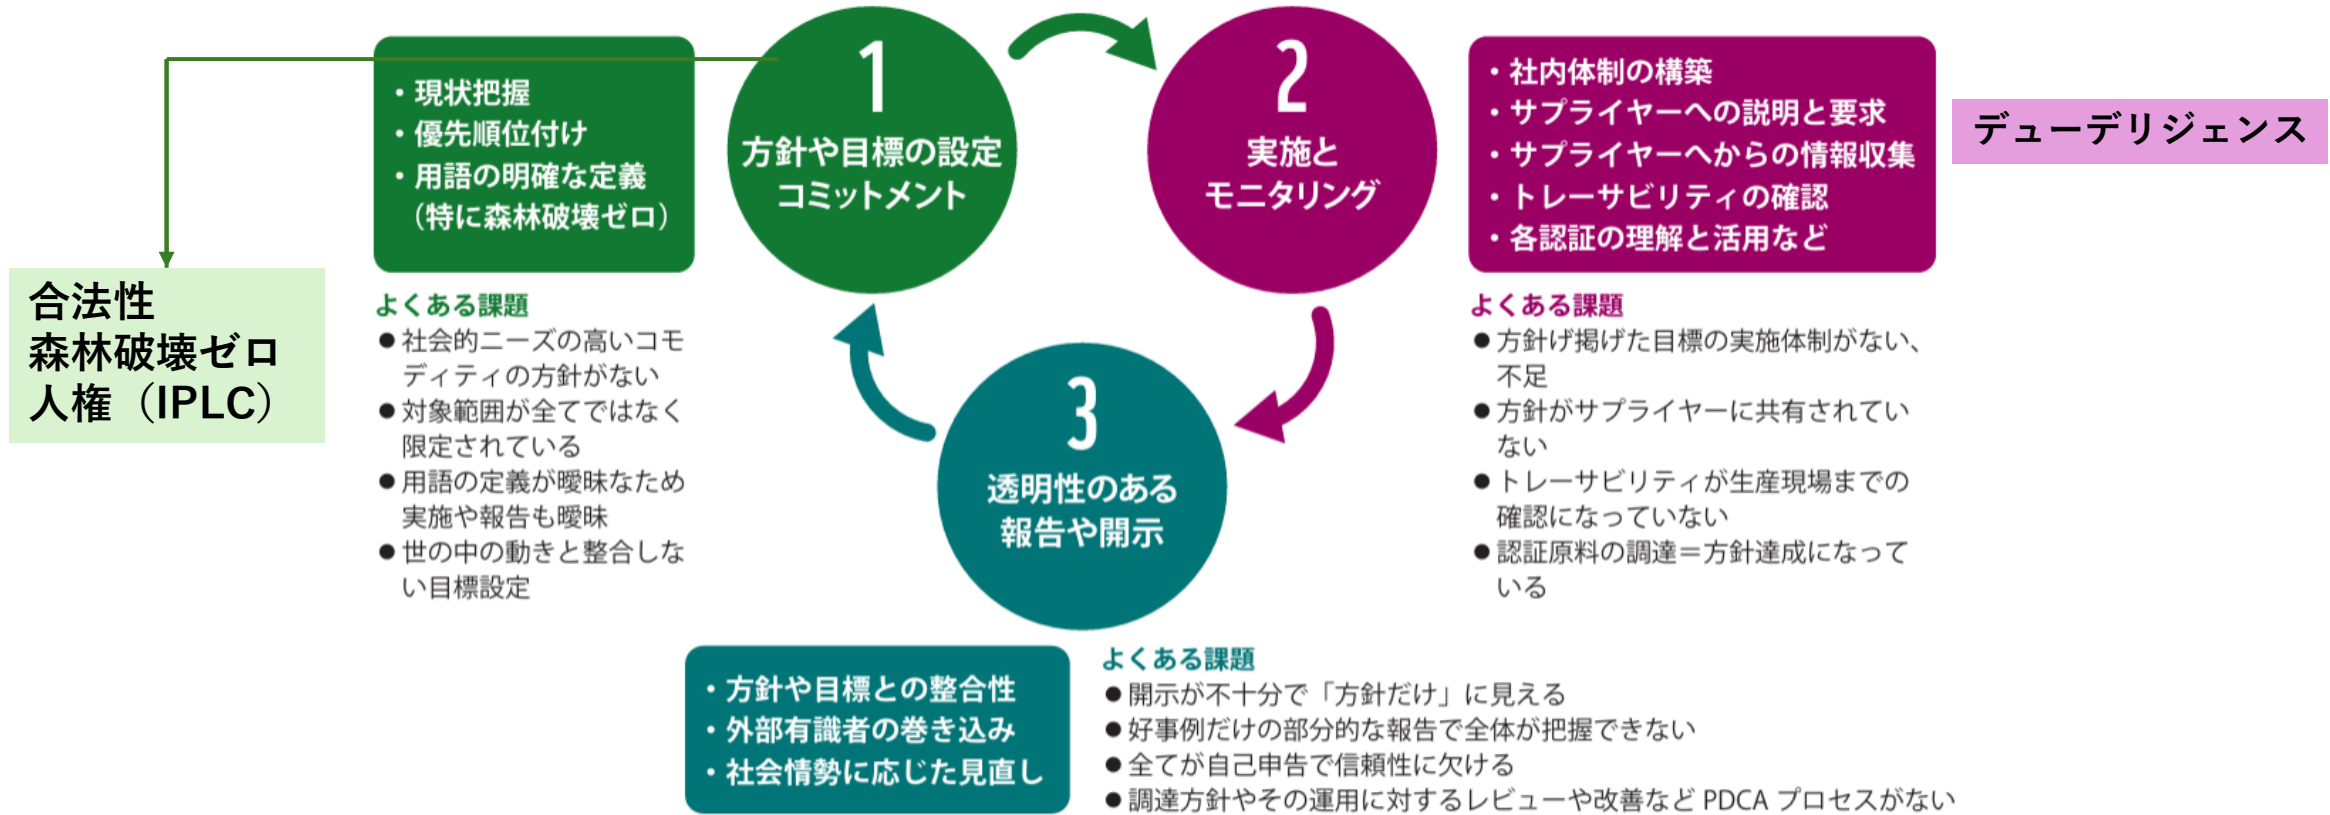 合法性
森林破壊ゼロ
人権（IPLC）
・現状把握
・優先順位付け
・用語の明確な定義
（特に森林破壊ゼロ）
1
方針や目標の設定
コミットメント
2
実施と
モニタリング
・社内体制の構築
・サプライヤーへの説明と要求
・サプライヤーへからの情報収集
・トレーサビリティの確認
・各認証の理解と活用など
デューデリジェンス
よくある課題
●社会的ニーズの高いコモ
ディティの方針がない
●対象範囲が全てではなく
限定されている
●用語の定義が曖昧なため
実施や報告も曖昧
●世の中の動きと整合しな
い目標設定
3
透明性のある
報告や開示
よくある課題
●方針げ掲げた目標の実施体制がない、
不足
●方針がサプライヤーに共有されてい
ない
●トレーサビリティが生産現場までの
確認になっていない
●認証原料の調達＝方針達成になって
いる
・方針や目標との整合性
・外部有識者の巻き込み
・社会情勢に応じた見直し
よくある課題
●開示が不十分で「方針だけ」に見える
●好事例だけの部分的な報告で全体が把握できない
●全てが自己申告で信頼性に欠ける
●調達方針やその運用に対するレビューや改善など PDCA プロセスがない